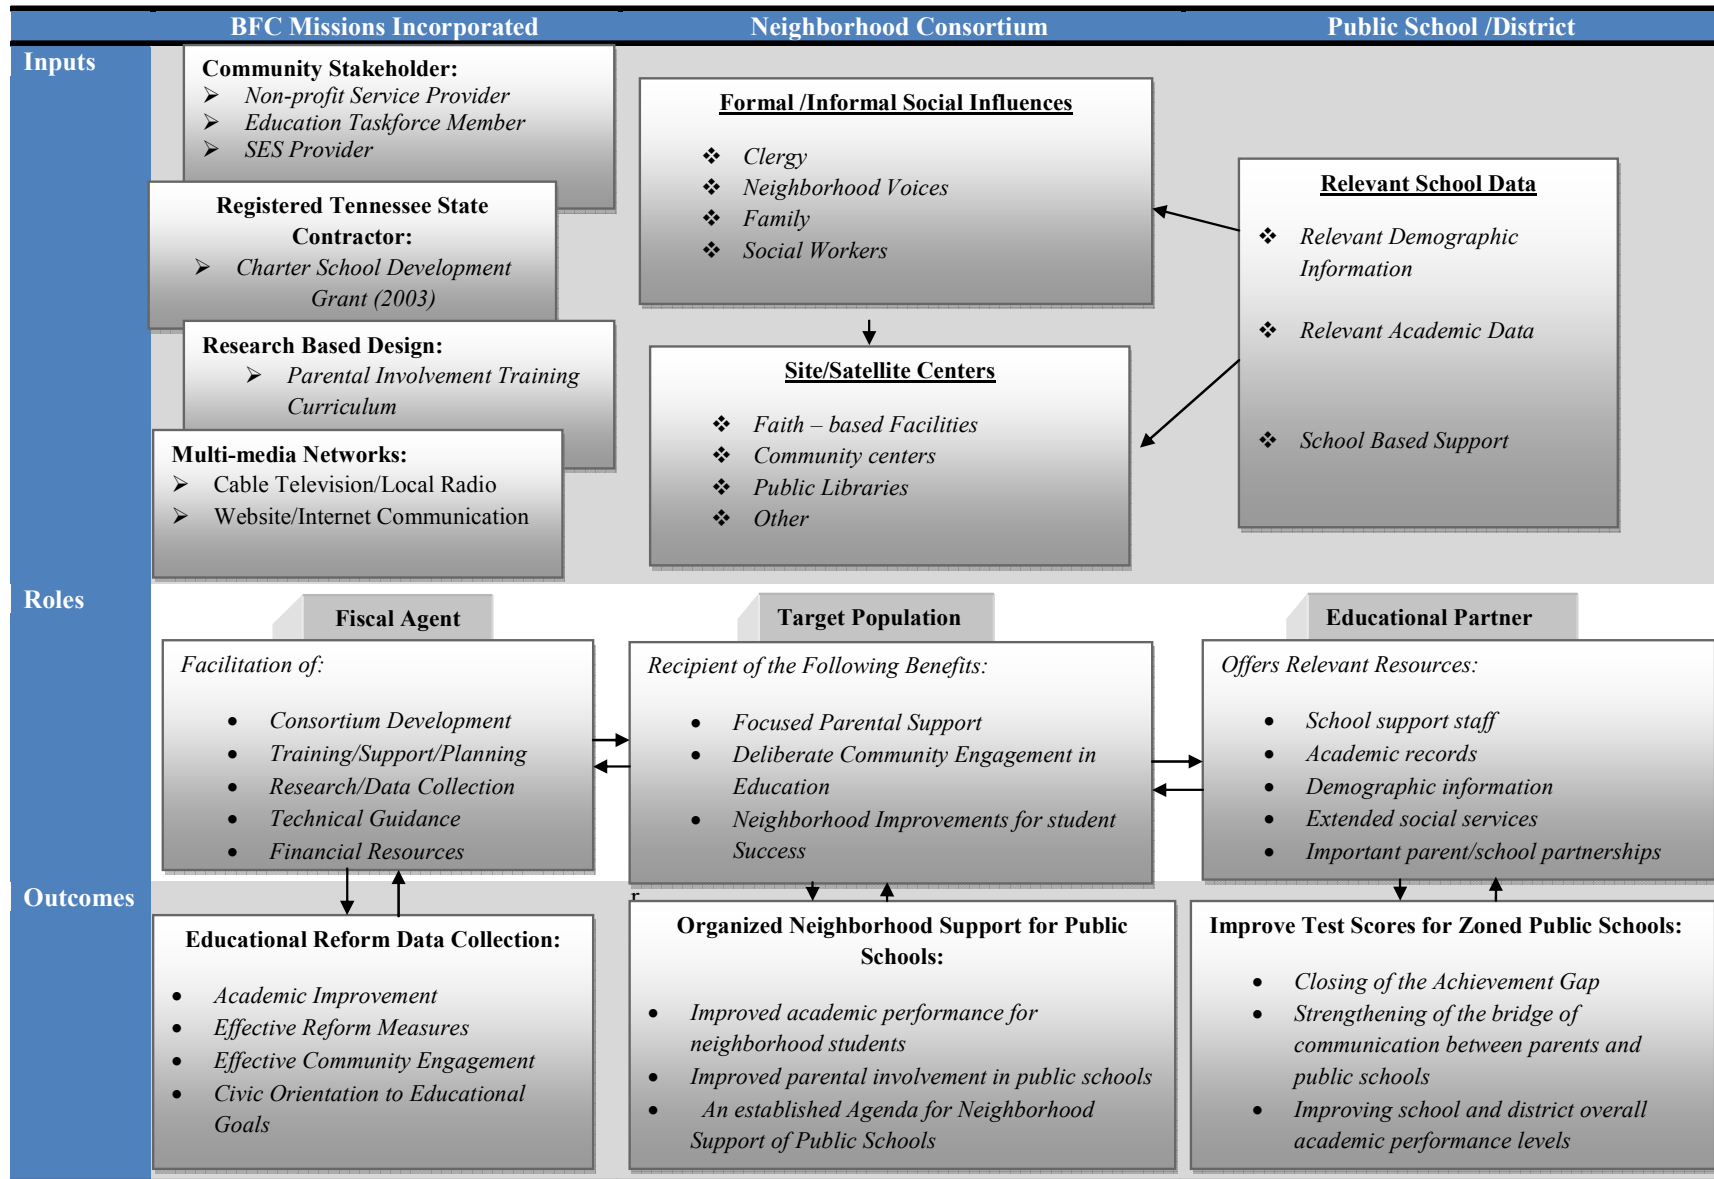 BFC Missions Incorporated
Neighborhood Consortium
Public School /District
Inputs
Community Stakeholder:
Non-profit Service Provider
Education Taskforce Member
SES Provider
Registered Tennessee State
Contractor:
Charter School Development
Grant (2003)
Research Based Design:
Parental Involvement Training
Curriculum
Multi-media Networks:
Cable Television/Local Radio
Website/Internet Communication
Formal /Informal Social Influences
Clergy
Neighborhood Voices
Family
Social Workers
Site/Satellite Centers
Faith – based Facilities
Community centers
Public Libraries
Other
Relevant School Data
Relevant Demographic
Information
Relevant Academic Data
School Based Support
Roles
Fiscal Agent
Facilitation of:
Consortium Development
Training/Support/Planning
Research/Data Collection
Technical Guidance
Financial Resources
Target Population
Recipient of the Following Benefits:
Focused Parental Support
Deliberate Community Engagement in
Education
Neighborhood Improvements for student
Success
Educational Partner
Offers Relevant Resources:
School support staff
Academic records
Demographic information
Extended social services
Important parent/school partnerships
Outcomes
Educational Reform Data Collection:
Academic Improvement
Effective Reform Measures
Effective Community Engagement
Civic Orientation to Educational
Goals
r
Organized Neighborhood Support for Public
Schools:
Improved academic performance for
neighborhood students
Improved parental involvement in public schools
An established Agenda for Neighborhood
Support of Public Schools
Improve Test Scores for Zoned Public Schools:
Closing of the Achievement Gap
Strengthening of the bridge of
communication between parents and
public schools
Improving school and district overall
academic performance levels